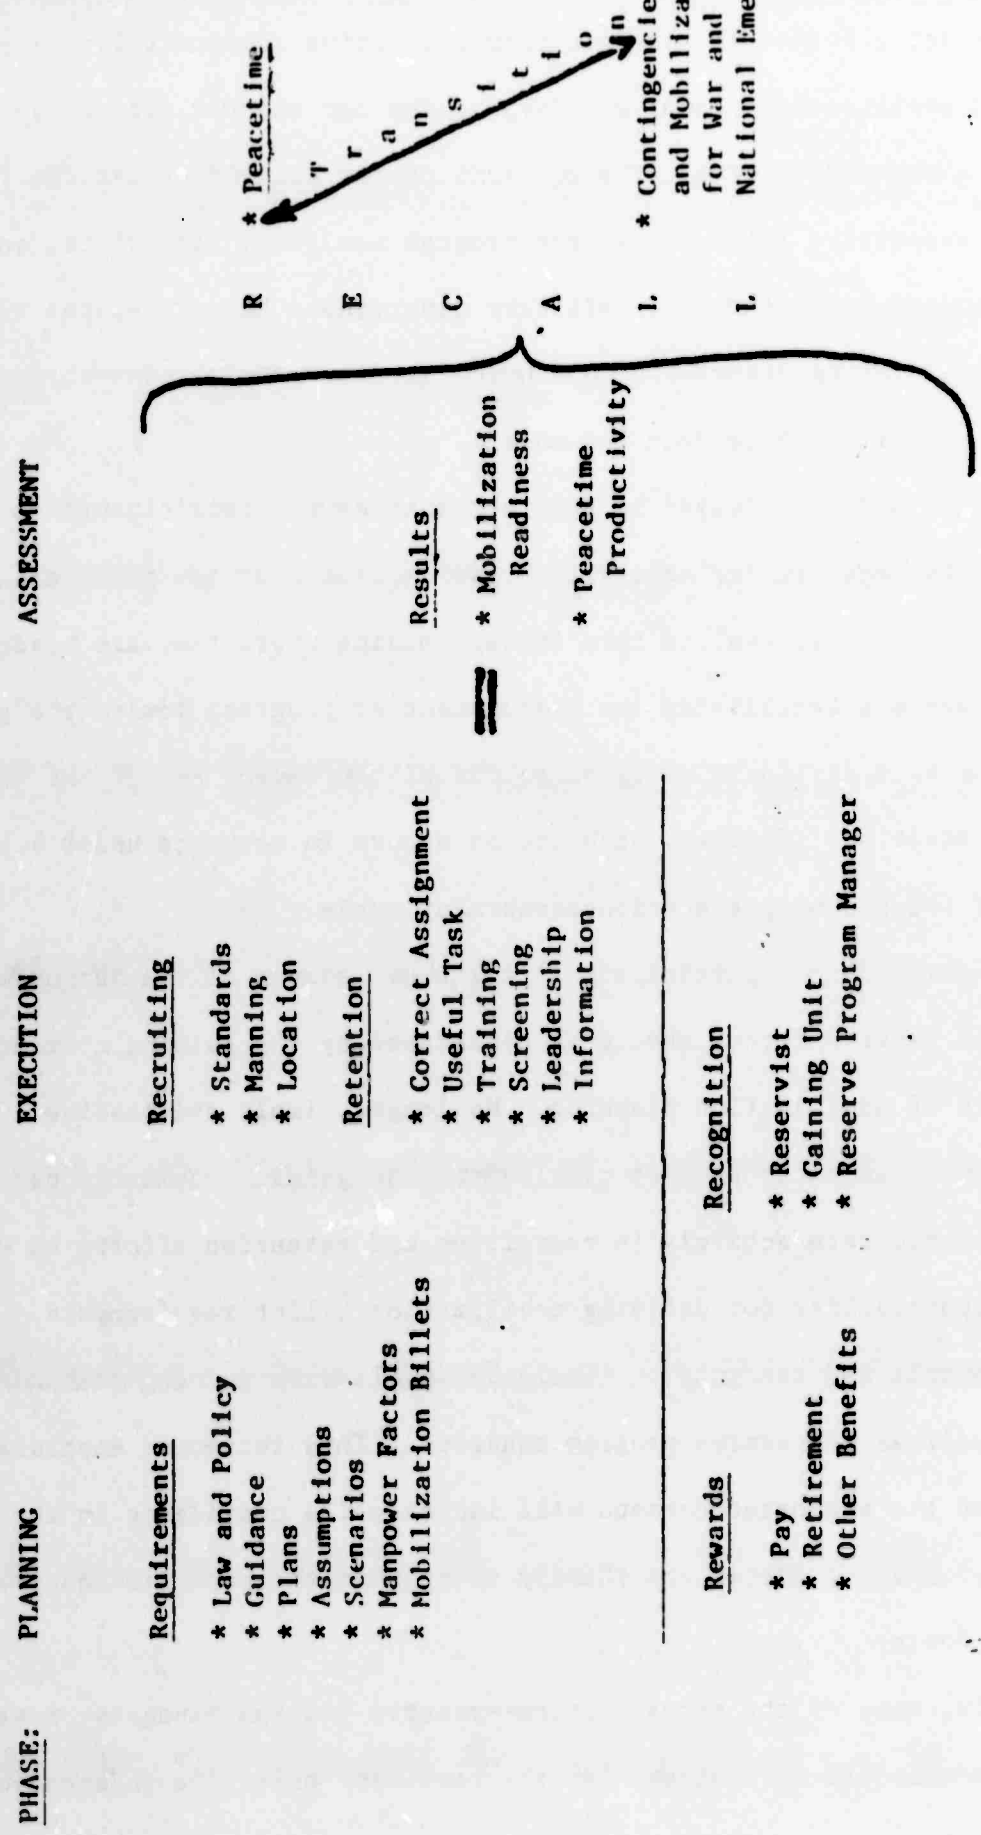 PHASE: PLANNING EXECUTION ASSESSMENT
Requirements
* Law and Policy
* Guidance
* Plans
* Assumptions
* Scenarios
* Manpower Factors
* Mobilization Billets
Recruiting
* Standards
* Manning
* Location
Retention
* Correct Assignment
* Useful Task
* Training
* Screening
* Leadership
* Information
=
Results
* Mobilization
Readiness
* Peacetime
Productivity
R
E
C
A
L
L
* Peacetime
Transition
* Contingencie
and Mobiliza
for War and
National Eme
Rewards
* Pay
* Retirement
* Other Benefits
Recognition
* Reservist
* Gaining Unit
* Reserve Program Manager